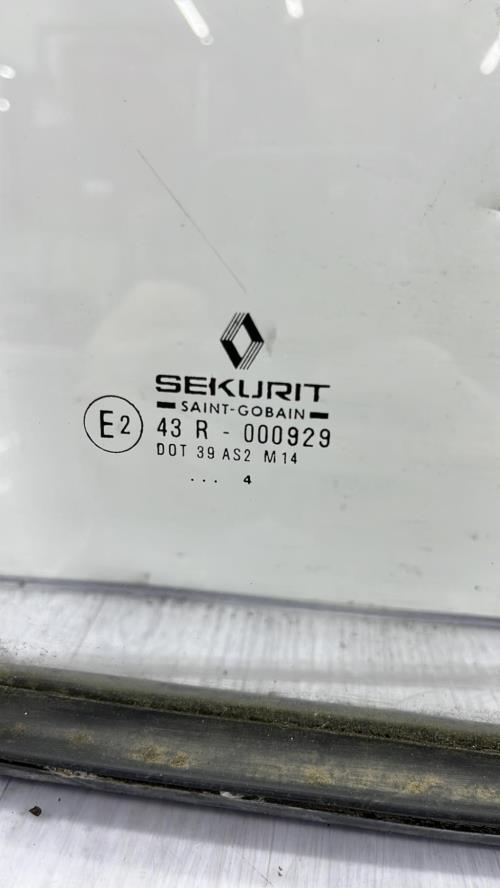 SEKURIT
SAINT-GOBAIN
E2 43 R - 000929
DOT 39 AS2 M14
... 4